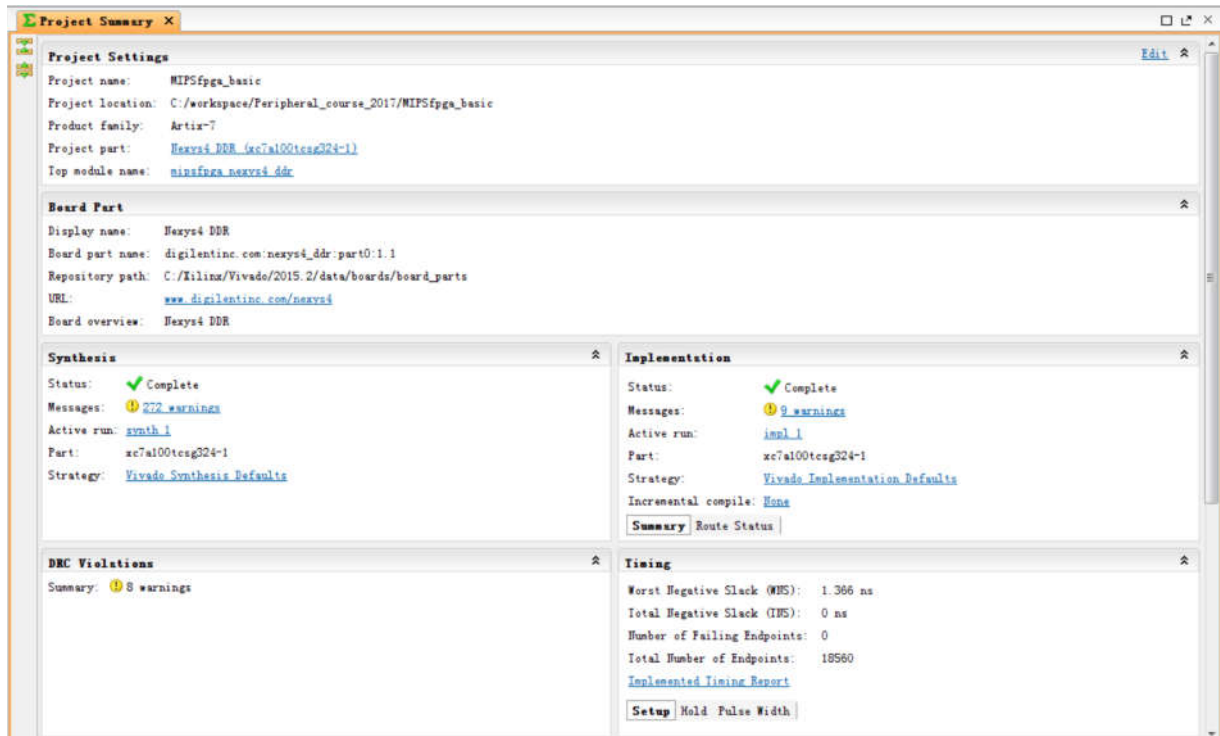 Project Summary
Project Settings
Edit
Project name: MIPSfpga_basic
Project location: C:/workspace/Peripheral_course_2017/MIPSfpga_basic
Product family: Artix-7
Project part: Nexys4 DDR (xc7a100tcsg324-1)
Top module name: mipsfpga_nexys4_ddr
Board Part
Display name: Nexys4 DDR
Board part name: digilentinc.com:nexys4_ddr:part0:1.1
Repository path: C:/Xilinx/Vivado/2015.2/data/boards/board_parts
URL: www.digilentinc.com/nexys4
Board overview: Nexys4 DDR
Synthesis
Status: Complete
Messages: 272 warnings
Active run: synth_1
Part: xc7a100tcsg324-1
Strategy: Vivado Synthesis Defaults
Implementation
Status: Complete
Messages: 9 warnings
Active run: impl_1
Part: xc7a100tcsg324-1
Strategy: Vivado Implementation Defaults
Incremental compile: None
Summary Route Status
DRC Violations
Summary: 8 warnings
Timing
Worst Negative Slack (WNS): 1.366 ns
Total Negative Slack (TNS): 0 ns
Number of Failing Endpoints: 0
Total Number of Endpoints: 18560
Implemented Timing Report
Setup Hold Pulse Width